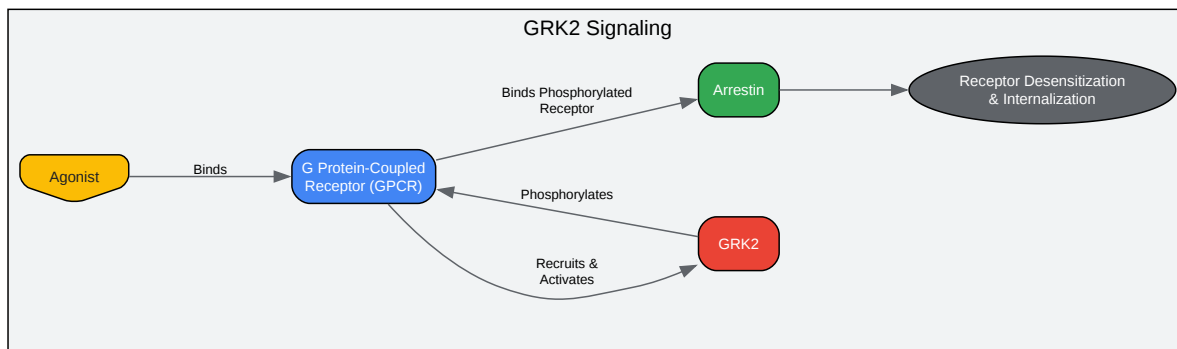 GRK2 Signaling
Agonist
Binds
G Protein-Coupled
Receptor (GPCR)
Binds Phosphorylated
Receptor
Arrestin
Receptor Desensitization
& Internalization
Phosphorylates
GRK2
Recruits &
Activates